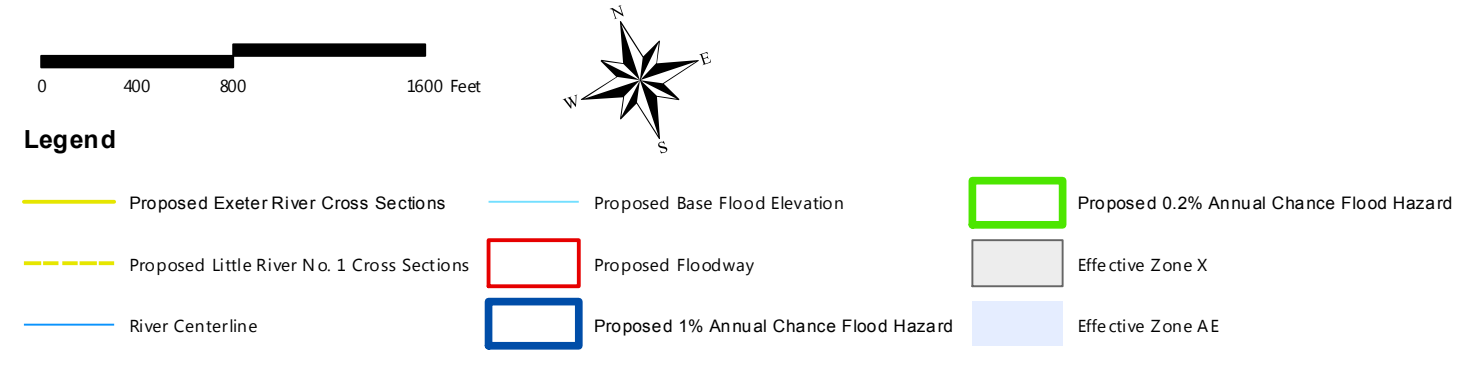 N
E
W
S
0 400 800 1600 Feet
Legend
Proposed Exeter River Cross Sections
Proposed Little River No. 1 Cross Sections
River Centerline
Proposed Base Flood Elevation
Proposed Floodway
Proposed 1% Annual Chance Flood Hazard
Proposed 0.2% Annual Chance Flood Hazard
Effective Zone X
Effective Zone AE